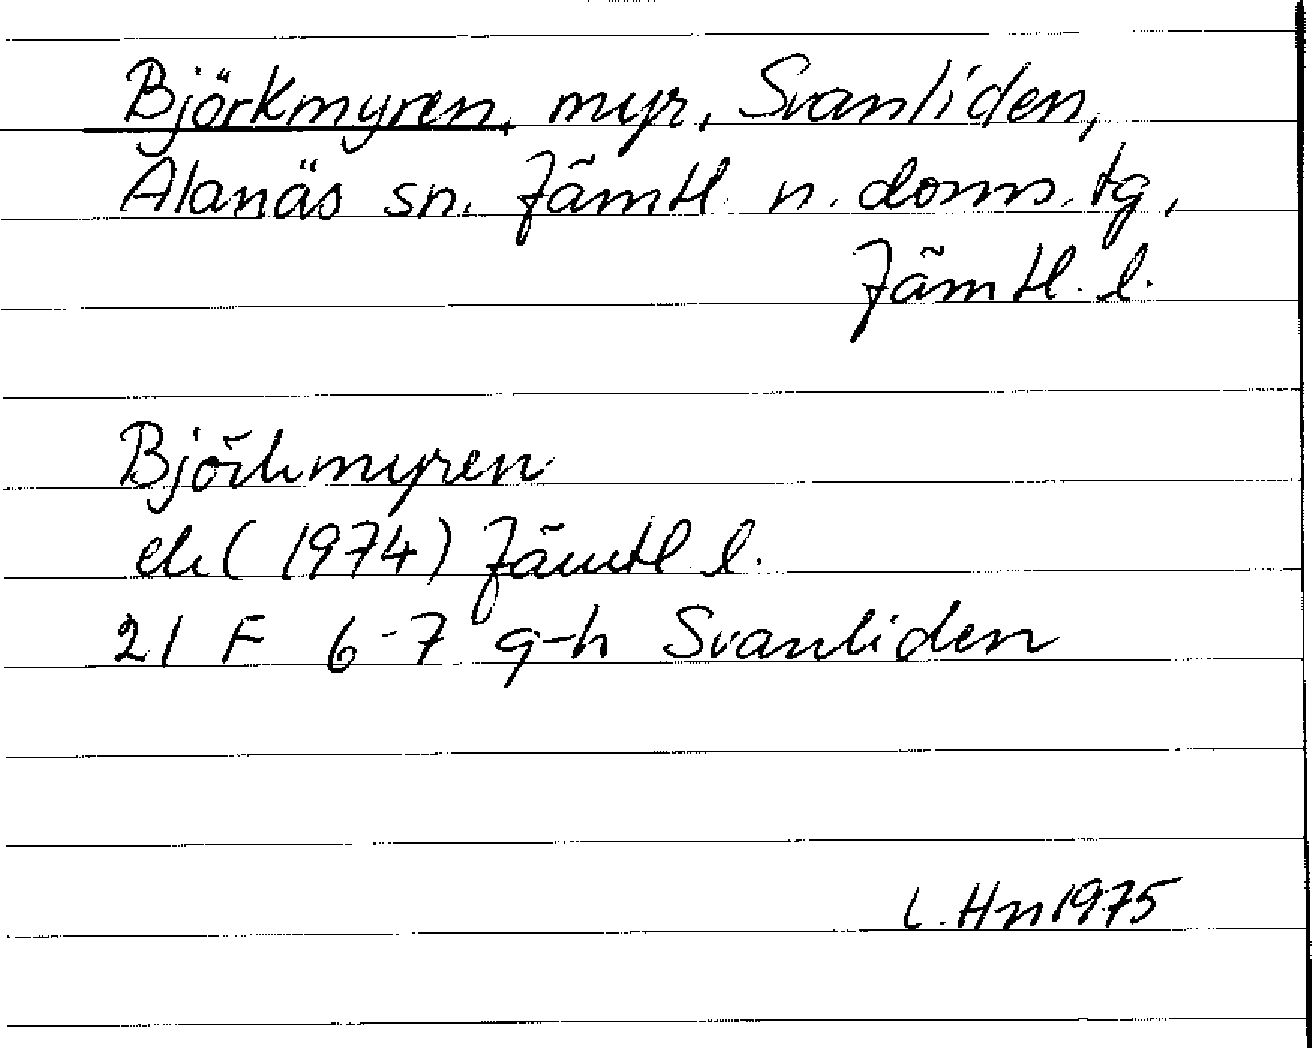 Björkmyren, myr, Svanliden,
Alanäs sn. Jämtl. n. doms. tg,
Jämtl. l.
Björkmyren
ek (1974) Jämtl l.
21 F 6-7 g-h Svanliden
L. Hn 1975